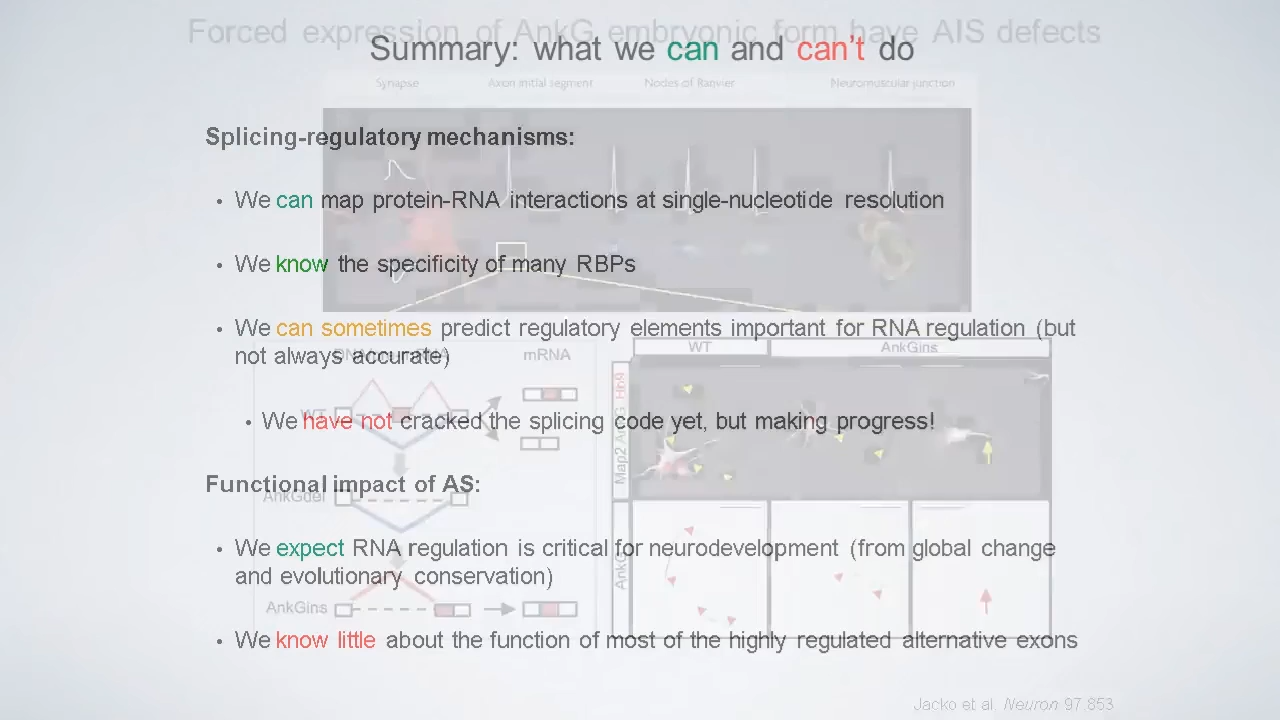 Forced expression of AnkG embryonic form have AIS defects
Summary: what we can and can't do
Synapse Axon initial segment Nodes of Ranvier Neuromuscular junction
Splicing-regulatory mechanisms:
• We can map protein-RNA interactions at single-nucleotide resolution
• We know the specificity of many RBPs
• We can sometimes predict regulatory elements important for RNA regulation (but
not always accurate)
mRNA
WT
AnkGins
• We have not cracked the splicing code yet, but making progress!
WT
Map2 AnkG Hb9
Functional impact of AS:
AnkGdel
• We expect RNA regulation is critical for neurodevelopment (from global change
and evolutionary conservation)
AnkG
AnkGins
• We know little about the function of most of the highly regulated alternative exons
Jacko et al. Neuron 97,853